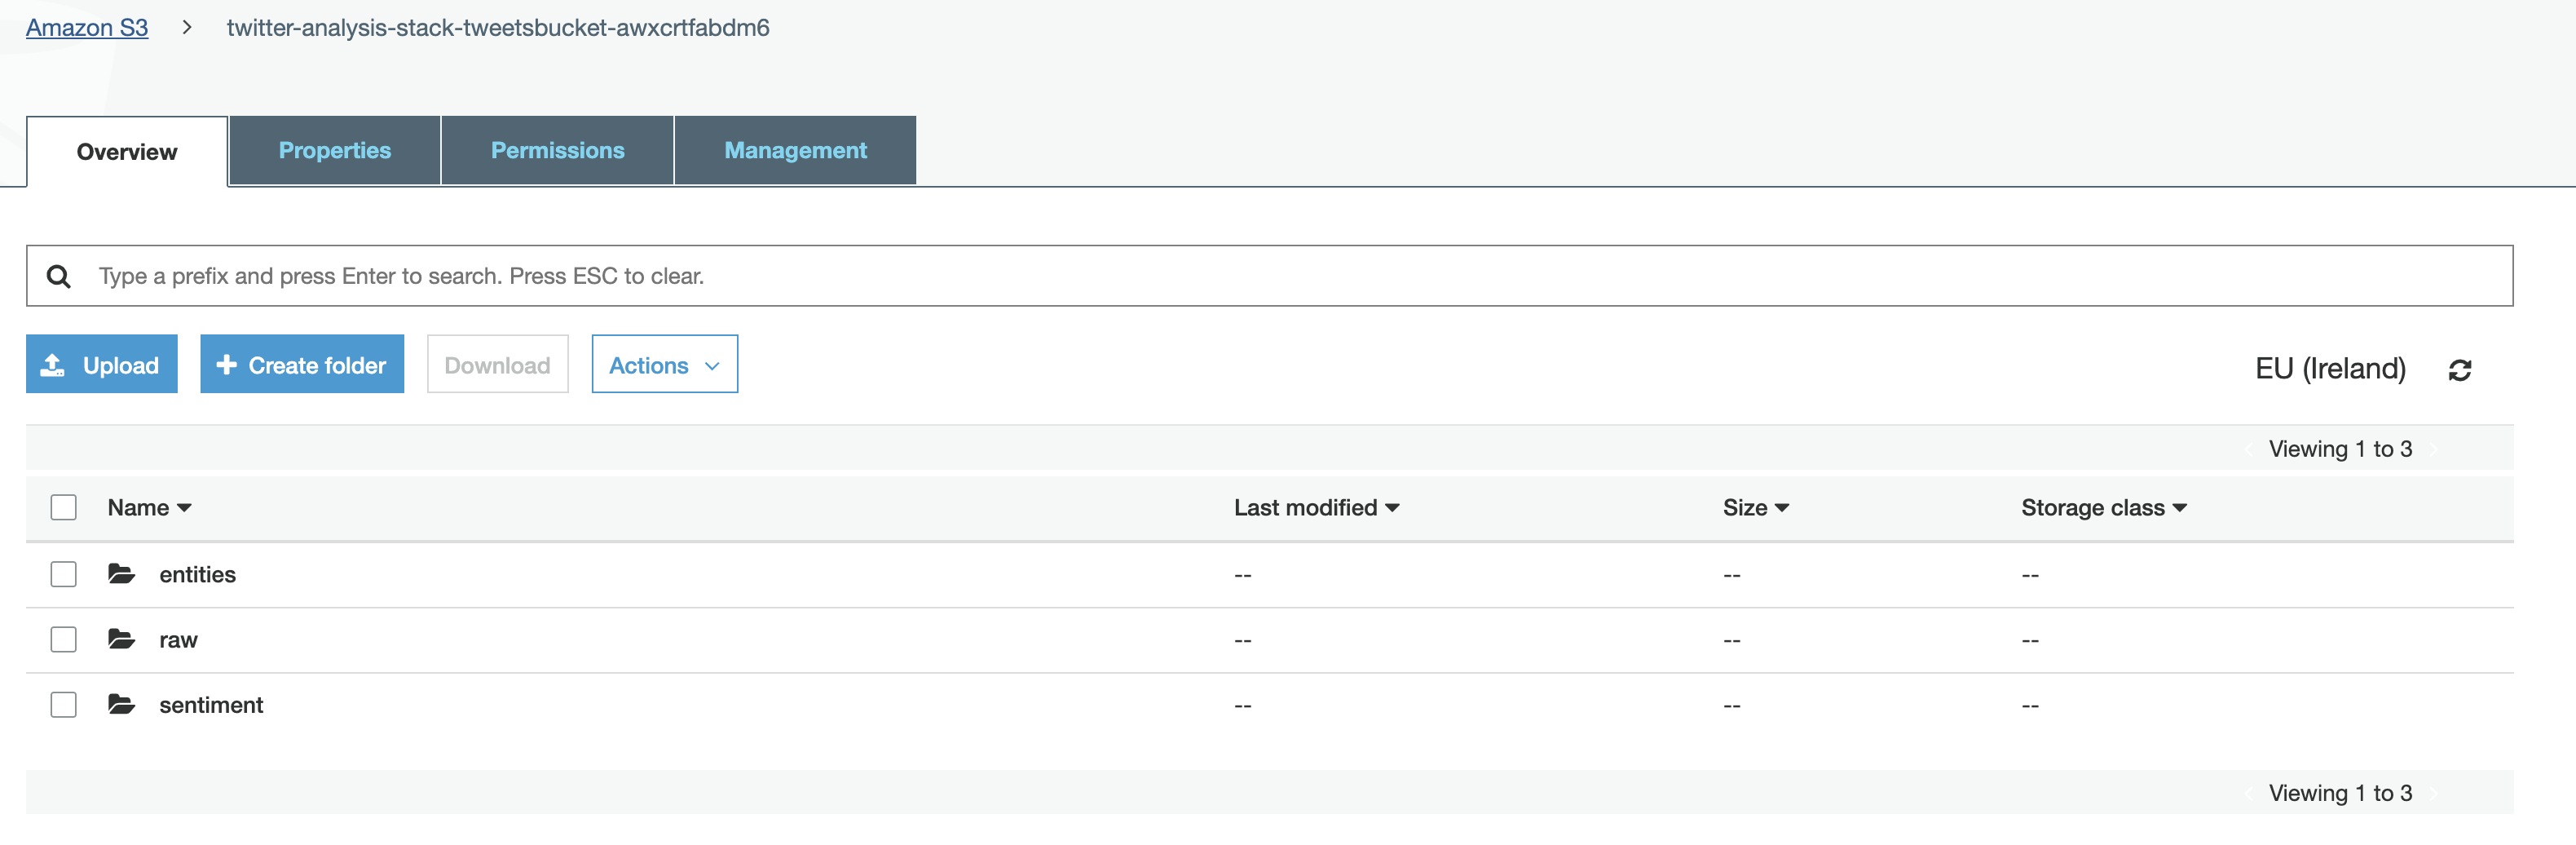 Amazon S3 > twitter-analysis-stack-tweetsbucket-awxcrtfabdm6
Overview Properties Permissions Management
Type a prefix and press Enter to search. Press ESC to clear.
Upload + Create folder Download Actions
EU (Ireland)
Viewing 1 to 3
Name Last modified Size Storage class
entities -- -- --
raw -- -- --
sentiment -- -- --
Viewing 1 to 3